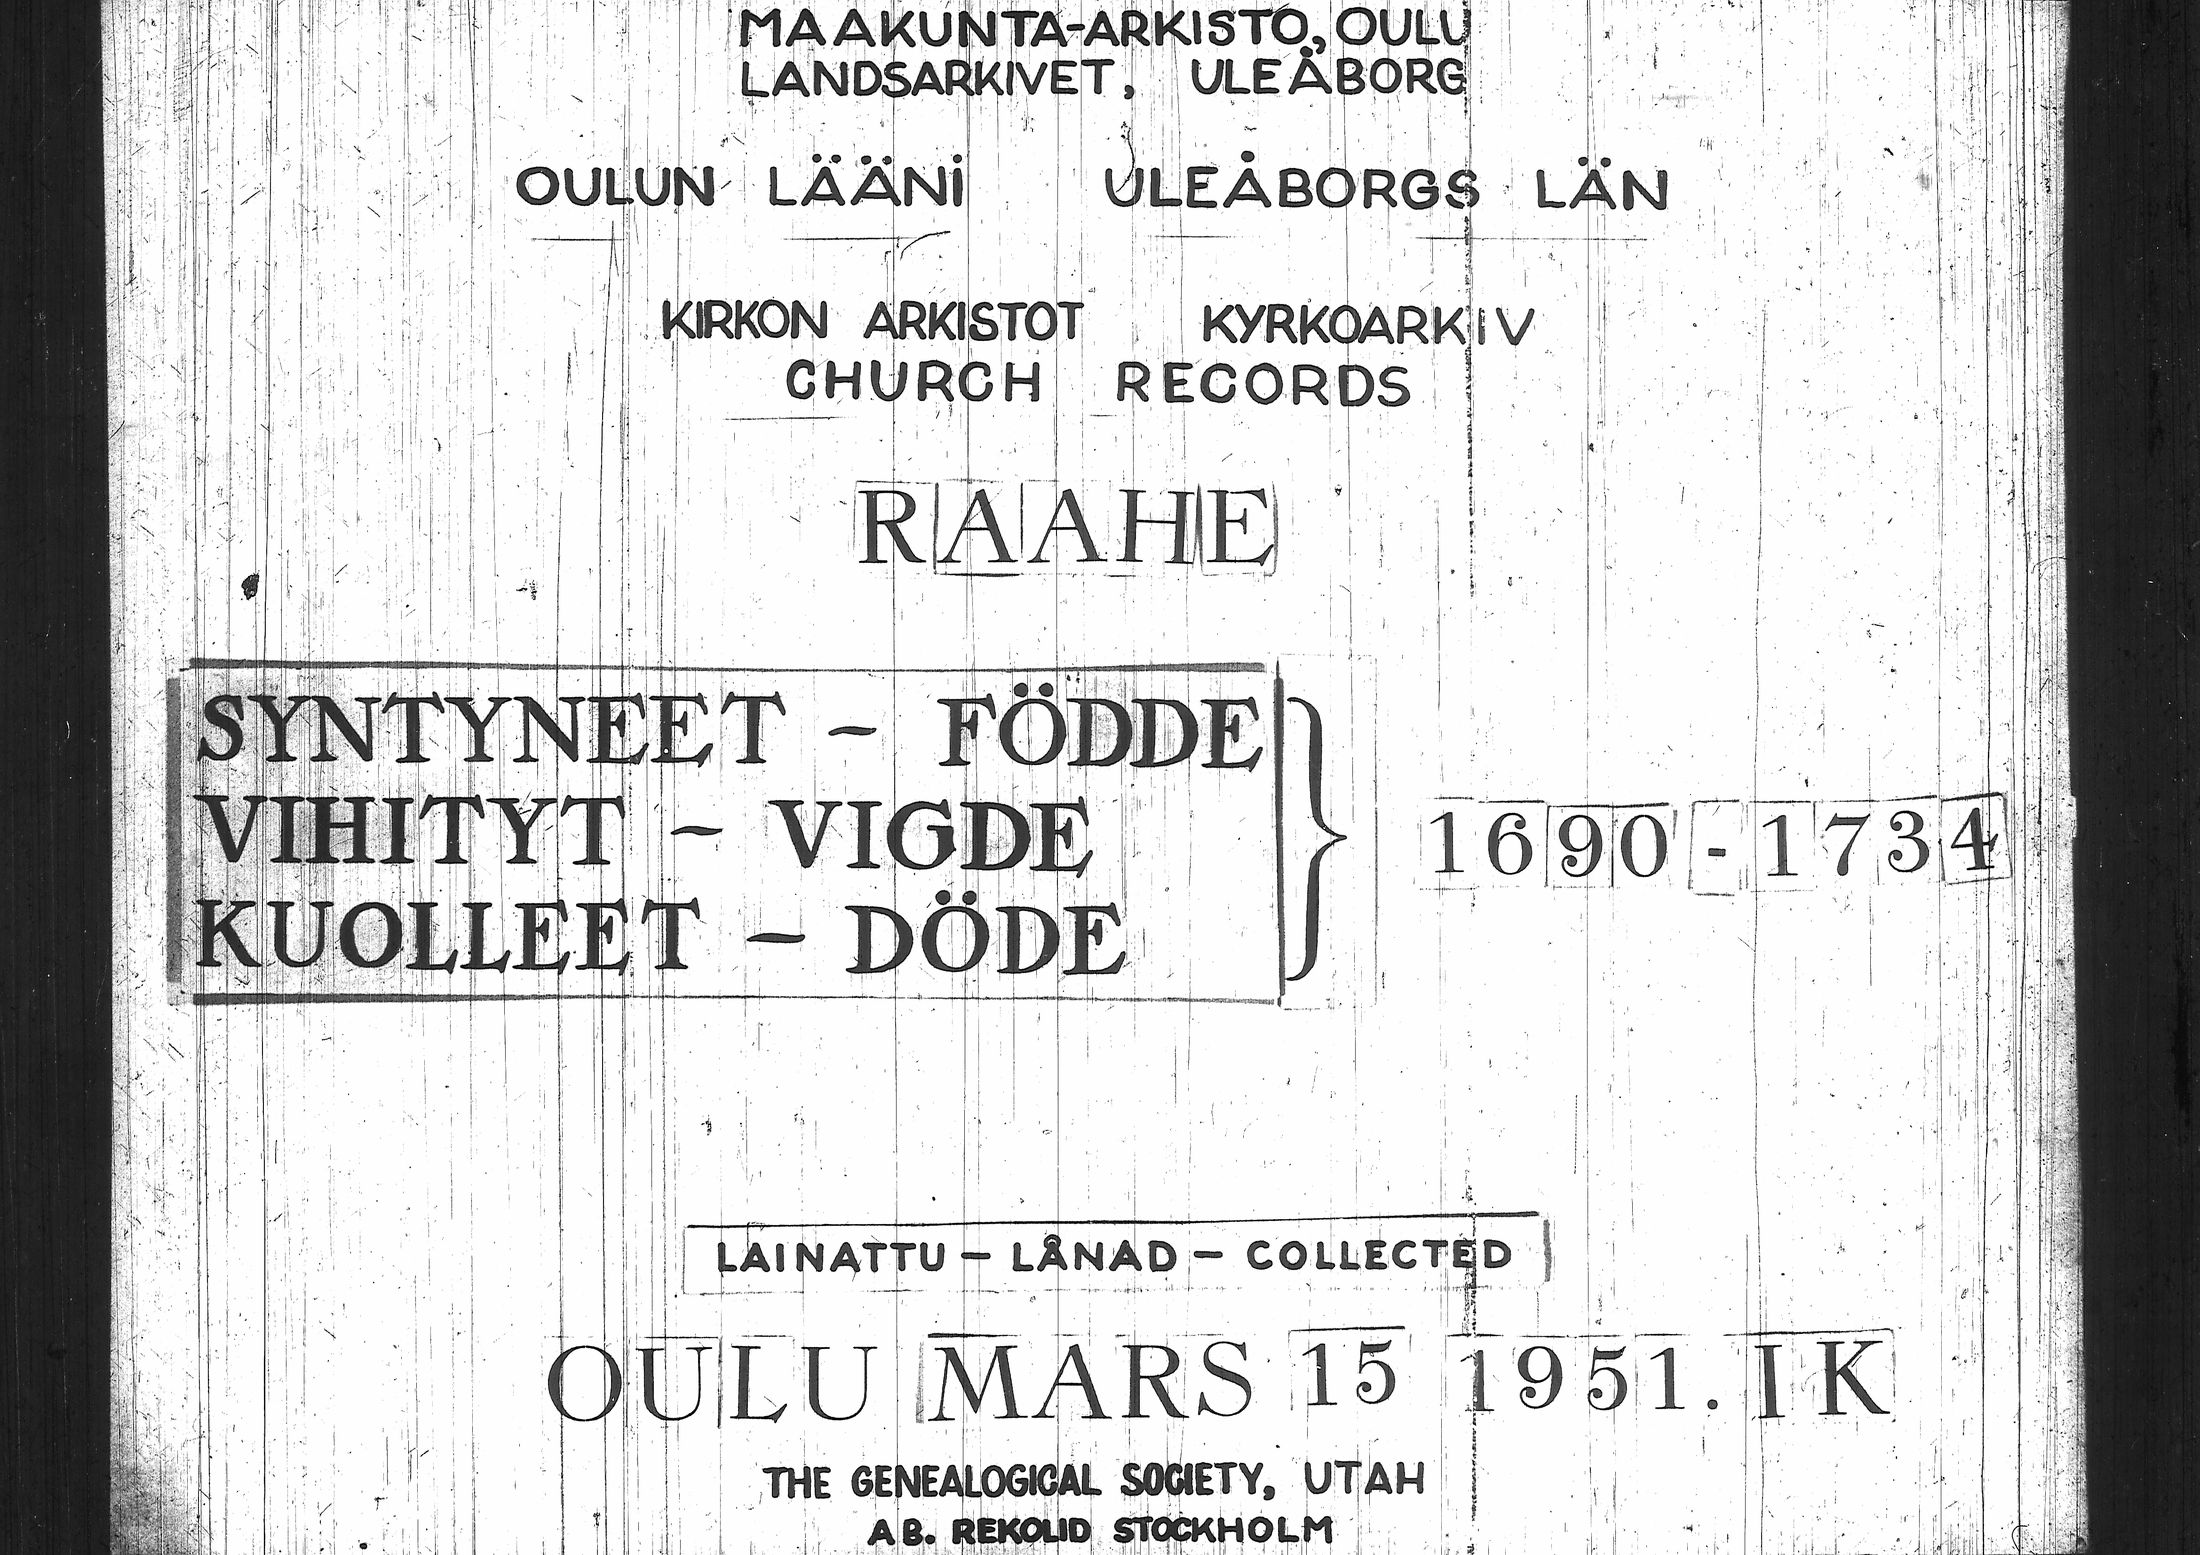 MAAKUNTA-ARKISTO, OULU
LANDSARKIVET, ULEÅBORG
OULUN LÄÄNI ULEÅBORGS LÄN
KIRKON ARKISTOT KYRKOARKIV
CHURCH RECORDS
RAAHE
SYNTYNEET - FÖDDE
VIHITYT - VIGDE
KUOLLEET - DÖDE
1690-1734
LAINATTU - LÅNAD - COLLECTED
OULU MARS 15 1951. IK
THE GENEALOGICAL SOCIETY, UTAH
AB. REKOLID STOCKHOLM